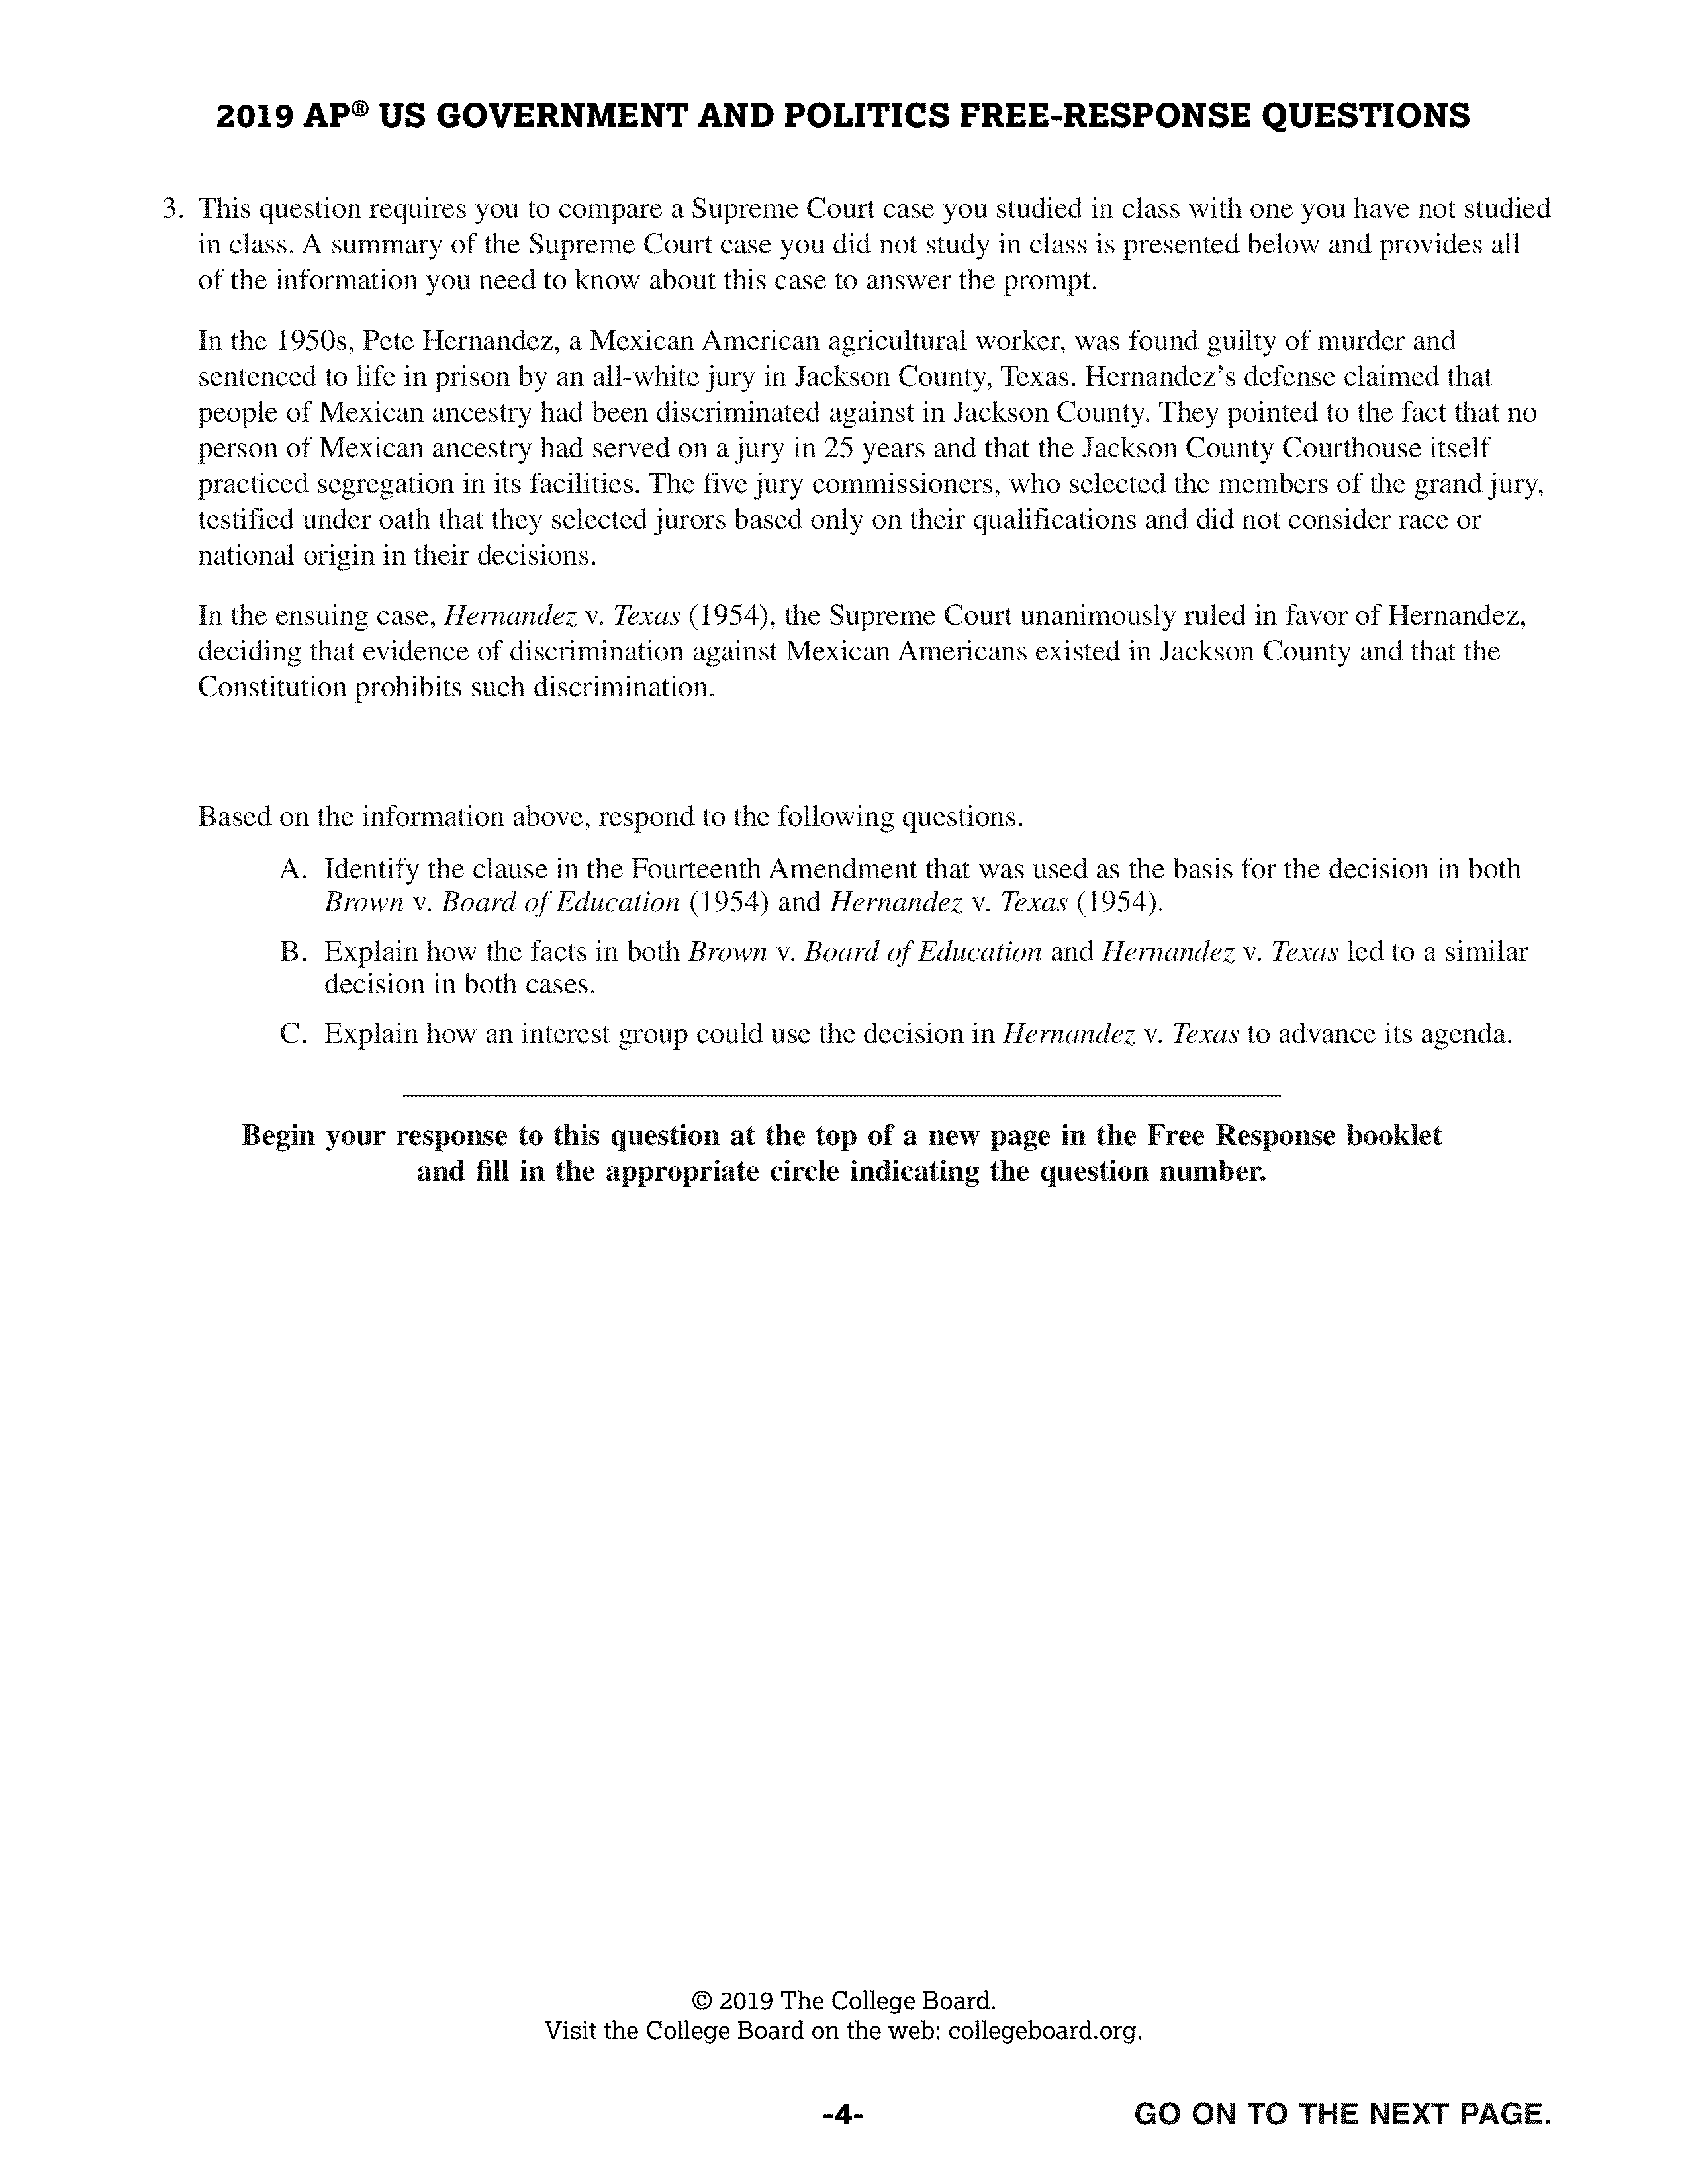 2019 AP® US GOVERNMENT AND POLITICS FREE-RESPONSE QUESTIONS
3. This question requires you to compare a Supreme Court case you studied in class with one you have not studied
in class. A summary of the Supreme Court case you did not study in class is presented below and provides all
of the information you need to know about this case to answer the prompt.
In the 1950s, Pete Hernandez, a Mexican American agricultural worker, was found guilty of murder and
sentenced to life in prison by an all-white jury in Jackson County, Texas. Hernandez’s defense claimed that
people of Mexican ancestry had been discriminated against in Jackson County. They pointed to the fact that no
person of Mexican ancestry had served on a jury in 25 years and that the Jackson County Courthouse itself
practiced segregation in its facilities. The five jury commissioners, who selected the members of the grand jury,
testified under oath that they selected jurors based only on their qualifications and did not consider race or
national origin in their decisions.
In the ensuing case, Hernandez v. Texas (1954), the Supreme Court unanimously ruled in favor of Hernandez,
deciding that evidence of discrimination against Mexican Americans existed in Jackson County and that the
Constitution prohibits such discrimination.
Based on the information above, respond to the following questions.
A. Identify the clause in the Fourteenth Amendment that was used as the basis for the decision in both
Brown v. Board of Education (1954) and Hernandez v. Texas (1954).
B. Explain how the facts in both Brown v. Board of Education and Hernandez v. Texas led to a similar
decision in both cases.
C. Explain how an interest group could use the decision in Hernandez v. Texas to advance its agenda.
Begin your response to this question at the top of a new page in the Free Response booklet
and fill in the appropriate circle indicating the question number.
© 2019 The College Board.
Visit the College Board on the web: collegeboard.org.
-4-
GO ON TO THE NEXT PAGE.